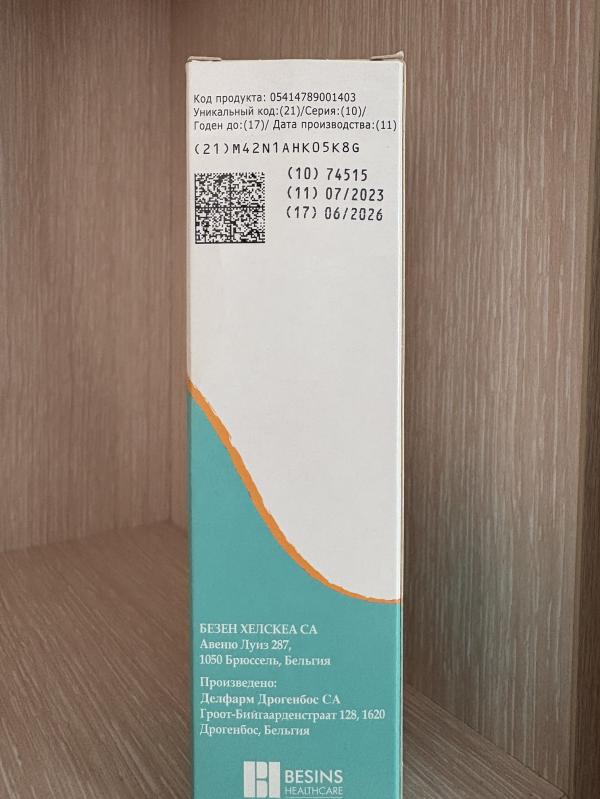 Код продукта: 05414789001403
Уникальный код:(21)/Серия:(10)/
Годен до:(17)/ Дата производства:(11)
(21)M42N1AHKO5K8G
(10) 74515
(11) 07/2023
(17) 06/2026
БЕЗЕН ХЕЛСКЕА СА
Авеню Луиз 287,
1050 Брюссель, Бельгия
Произведено:
Делфарм Дрогенбос СА
Гроот-Бийгаарденстраат 128, 1620
Дрогенбос, Бельгия
BESINS
HEALTHCARE